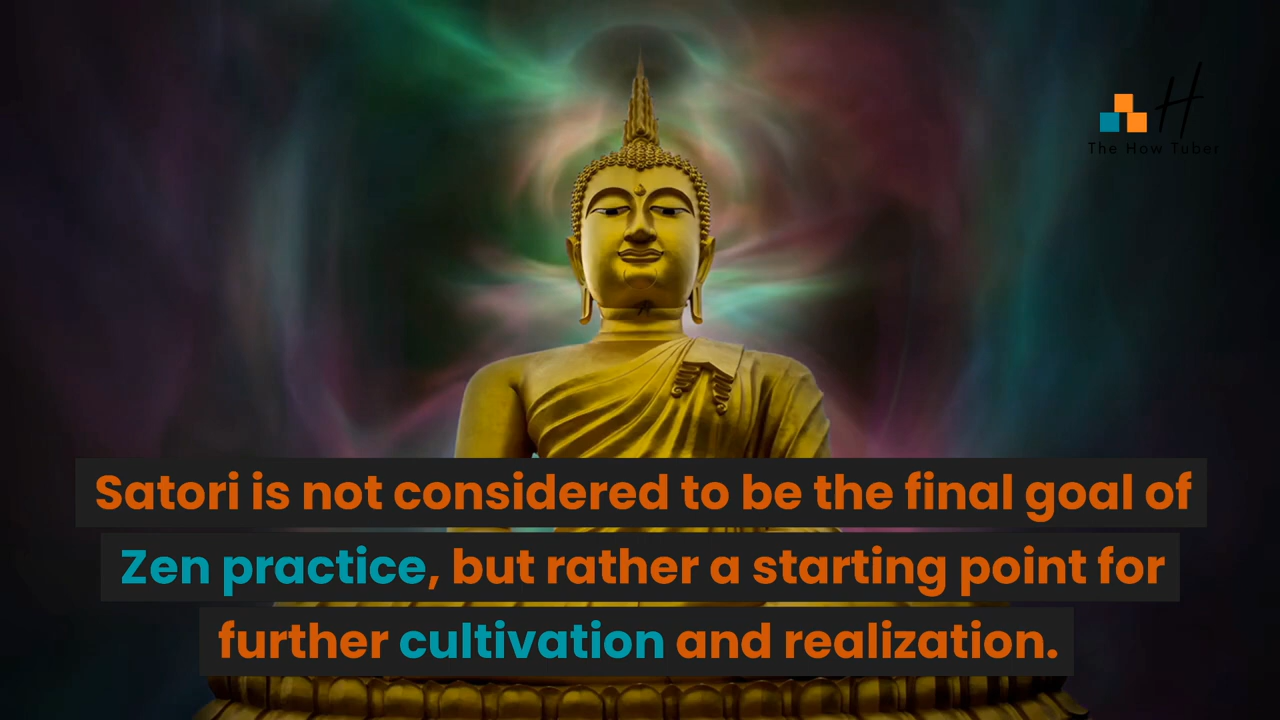 H
The How Tuber
Satori is not considered to be the final goal of
Zen practice, but rather a starting point for
further cultivation and realization.